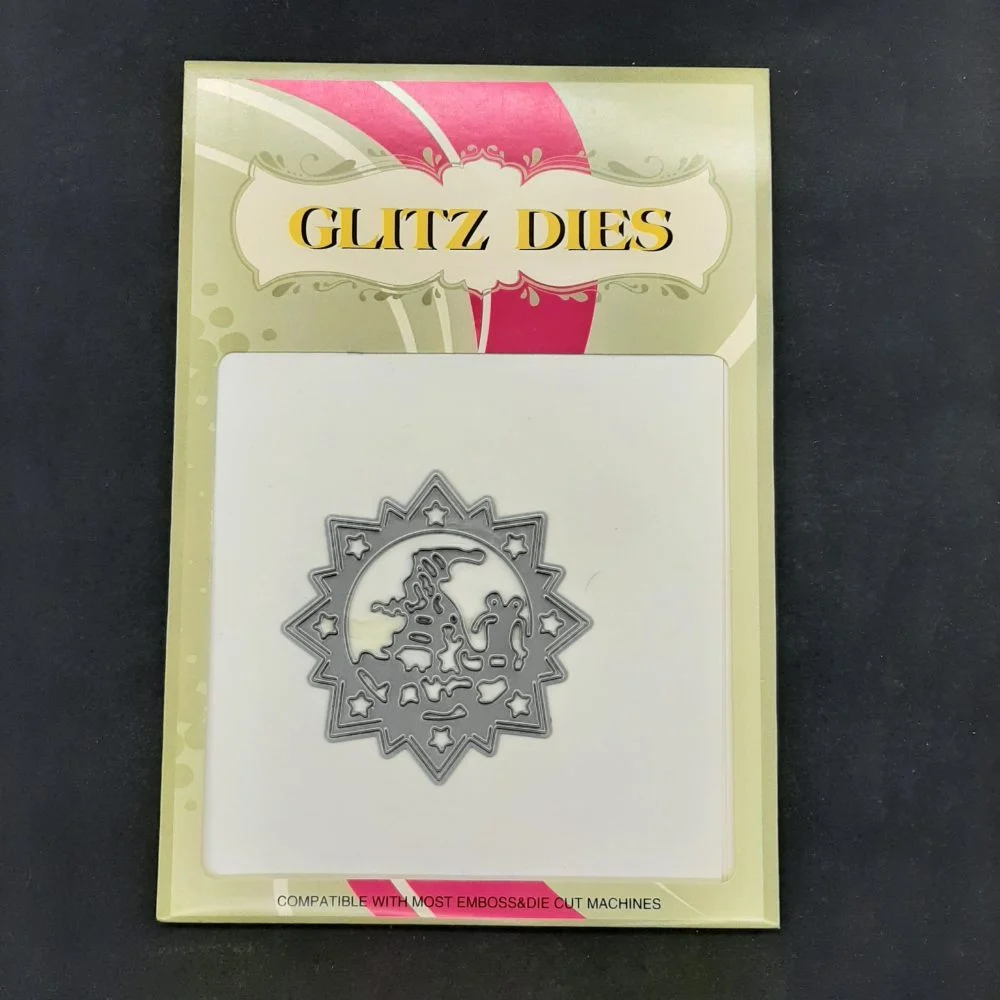 GLITZ DIES
COMPATIBLE WITH MOST EMBOSS&DIE CUT MACHINES